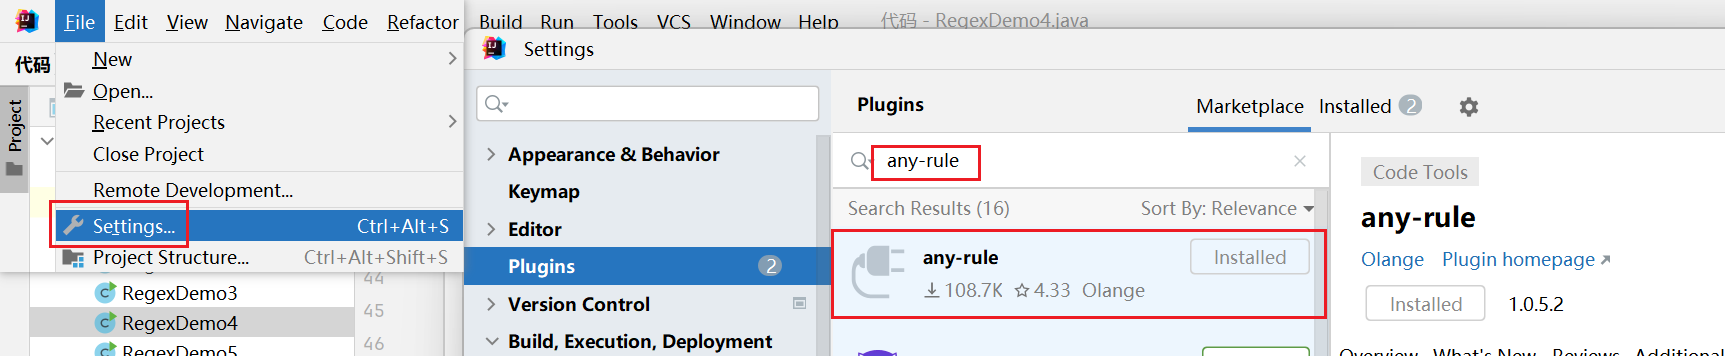 File Edit View Navigate Code Refactor Build Run Tools VCS Window Help 代码 - RegexDemo4.java
代码
Project
New
Open...
Recent Projects
Close Project
Remote Development...
Settings... Ctrl+Alt+S
Project Structure... Ctrl+Alt+Shift+S
RegexDemo3
RegexDemo4
RegexDemo5
44
45
46
Settings
Appearance & Behavior
Keymap
Editor
Plugins 2
Version Control
Build, Execution, Deployment
Plugins
Marketplace Installed 2
any-rule
Search Results (16) Sort By: Relevance
any-rule Installed
108.7K 4.33 Olange
Code Tools
any-rule
Olange Plugin homepage
Installed 1.0.5.2
Overview What's New Reviews Additional